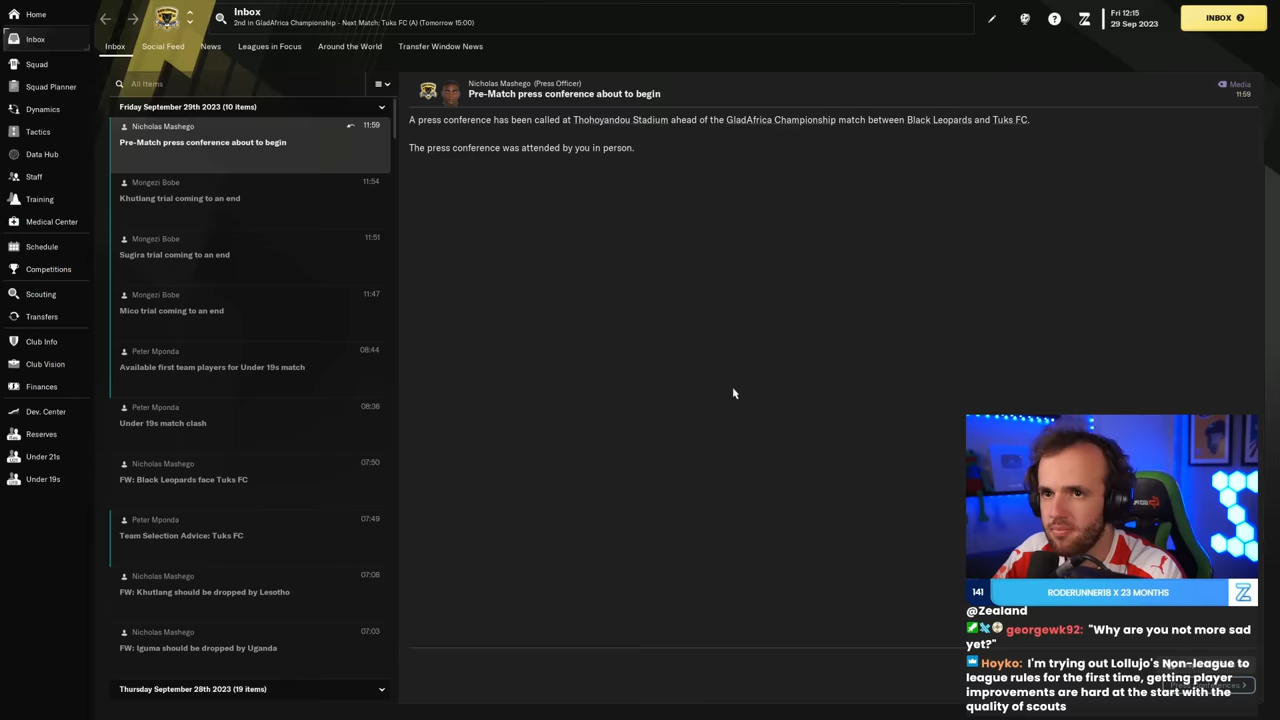 Home
Inbox
Squad
Squad Planner
Dynamics
Tactics
Data Hub
Staff
Training
Medical Center
Schedule
Competitions
Scouting
Transfers
Club Info
Club Vision
Finances
Dev. Center
Reserves
Under 21s
Under 19s
Inbox
2nd in GladAfrica Championship - Next Match: Tuks FC (A) (Tomorrow 15:00)
Fri 12:15
29 Sep 2023
INBOX
Inbox Social Feed News Leagues in Focus Around the World Transfer Window News
All Items
Friday September 29th 2023 (10 items)
Nicholas Mashego 11:59
Pre-Match press conference about to begin
Mongezi Bobe 11:54
Khutlang trial coming to an end
Mongezi Bobe 11:51
Sugira trial coming to an end
Mongezi Bobe 11:47
Mico trial coming to an end
Peter Mponda 08:44
Available first team players for Under 19s match
Peter Mponda 08:36
Under 19s match clash
Nicholas Mashego 07:50
FW: Black Leopards face Tuks FC
Peter Mponda 07:49
Team Selection Advice: Tuks FC
Nicholas Mashego 07:08
FW: Khutlang should be dropped by Lesotho
Nicholas Mashego 07:03
FW: Iguma should be dropped by Uganda
Thursday September 28th 2023 (19 items)
Nicholas Mashego (Press Officer)
Pre-Match press conference about to begin
Media
11:59
A press conference has been called at Thohoyandou Stadium ahead of the GladAfrica Championship match between Black Leopards and Tuks FC.
The press conference was attended by you in person.
141 RODERUNNER18 X 23 MONTHS
@Zealand
georgewk92: "Why are you not more sad
yet?"
Hoyko: I'm trying out Lollujo's Non-league to
league rules for the first time, getting player
improvements are hard at the start with the
quality of scouts